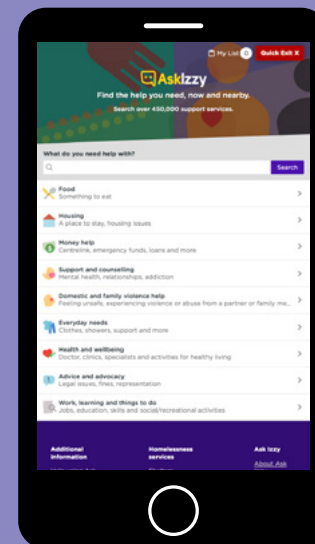 My List 0 Quick Exit X
AskIzzy
Find the help you need, now and nearby.
Search over 450,000 support services.
What do you need help with?
Search
Food
Something to eat
Housing
A place to stay, housing issues
Money help
Centrelink, emergency funds, loans and more
Support and counselling
Mental health, relationships, addiction
Domestic and family violence help
Feeling unsafe, experiencing violence or abuse from a partner or family me...
Everyday needs
Clothes, showers, support and more
Health and wellbeing
Doctor, clinics, specialists and activities for healthy living
Advice and advocacy
Legal issues, fines, representation
Work, learning and things to do
Jobs, education, skills and social/recreational activities
Additional Homelessness Ask Izzy
information services
About Ask